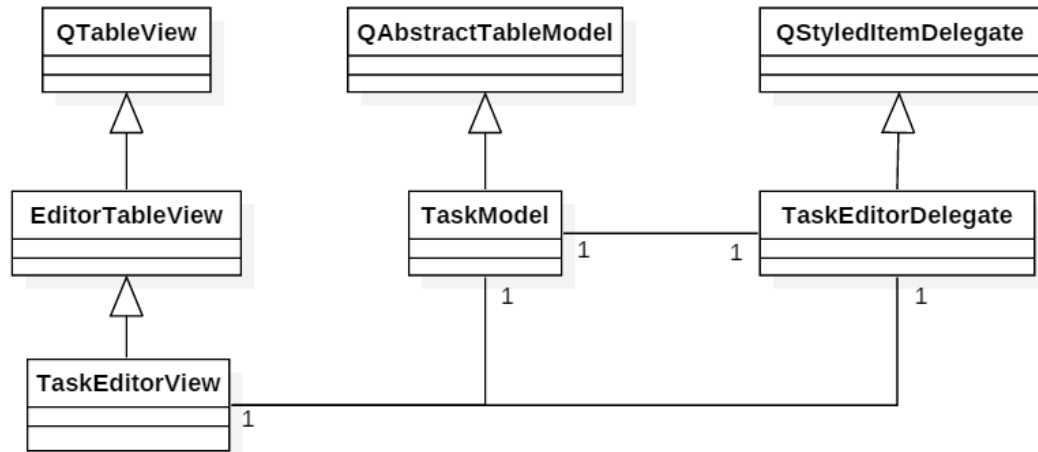 QTableView
QAbstractTableModel
QStyledItemDelegate
EditorTableView
TaskModel
TaskEditorDelegate
1
1
1
1
TaskEditorView
1